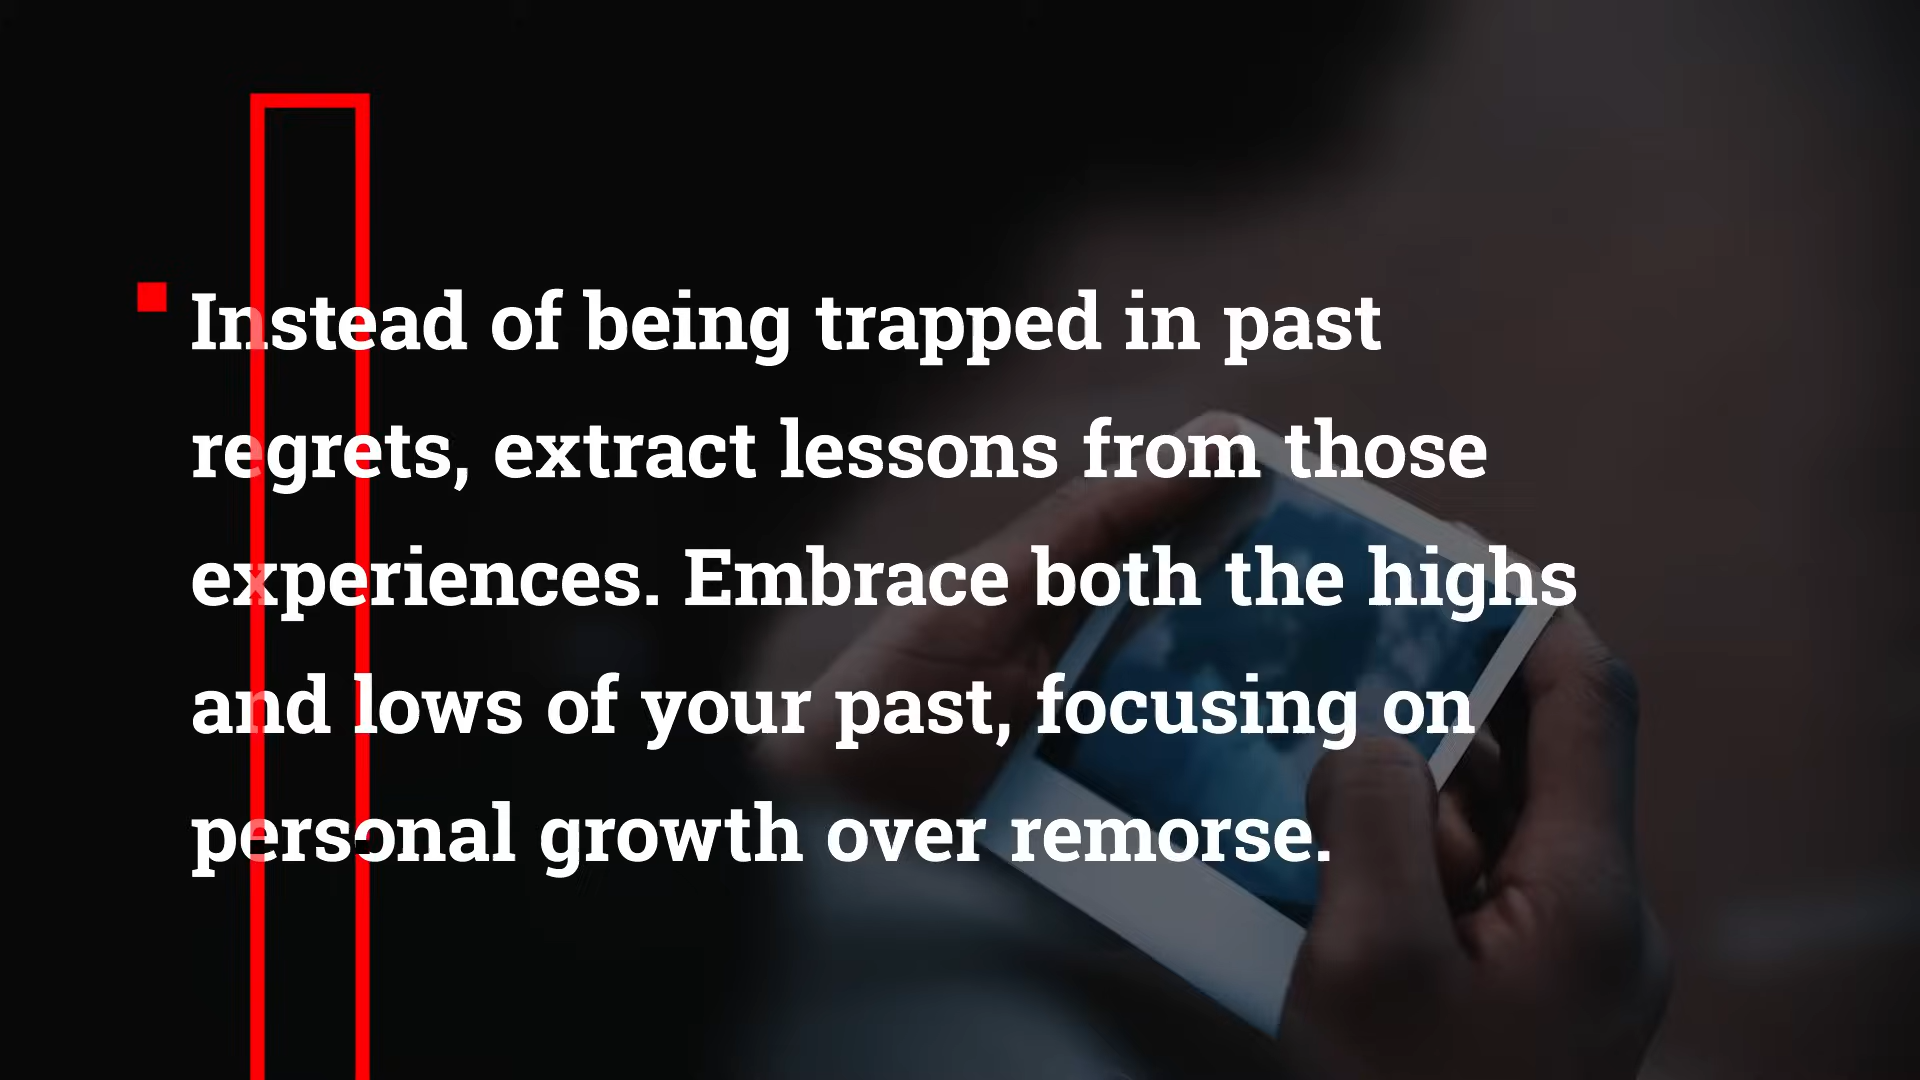 Instead of being trapped in past
regrets, extract lessons from those
experiences. Embrace both the highs
and lows of your past, focusing on
personal growth over remorse.